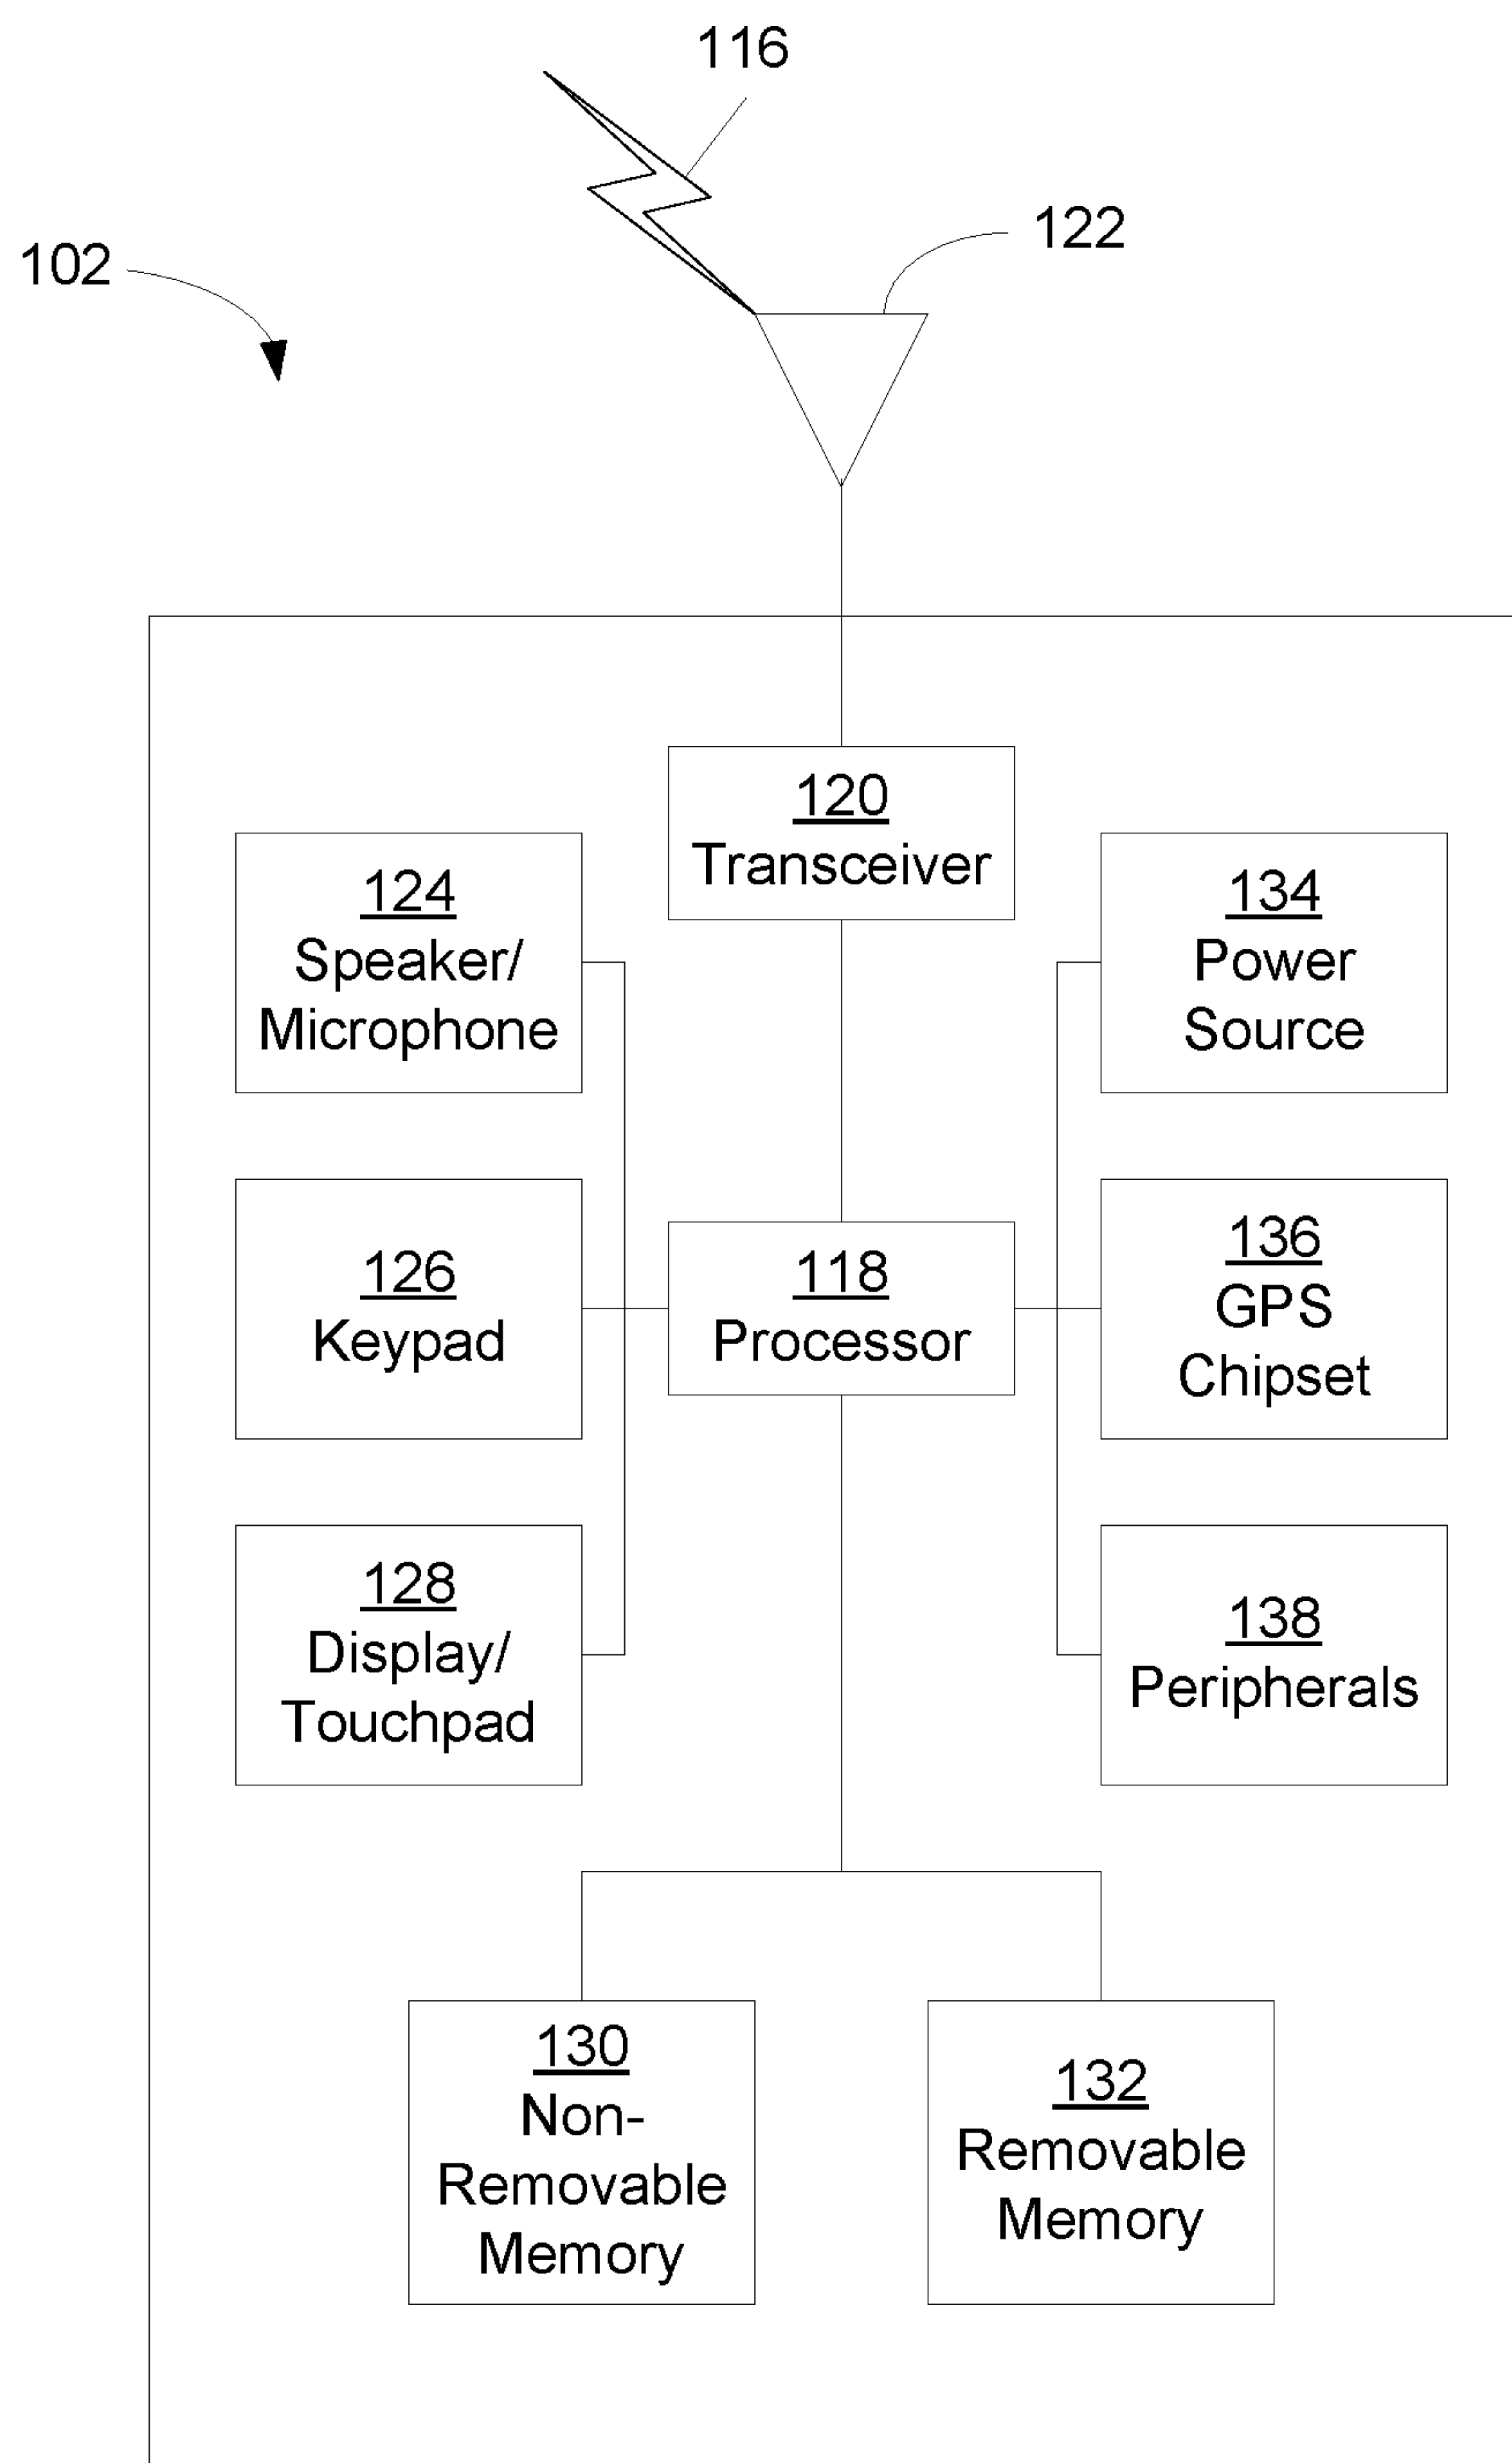 116
122
102
120
Transceiver
124
Speaker/
Microphone
134
Power
Source
126
Keypad
118
Processor
136
GPS
Chipset
128
Display/
Touchpad
138
Peripherals
130
Non-
Removable
Memory
132
Removable
Memory